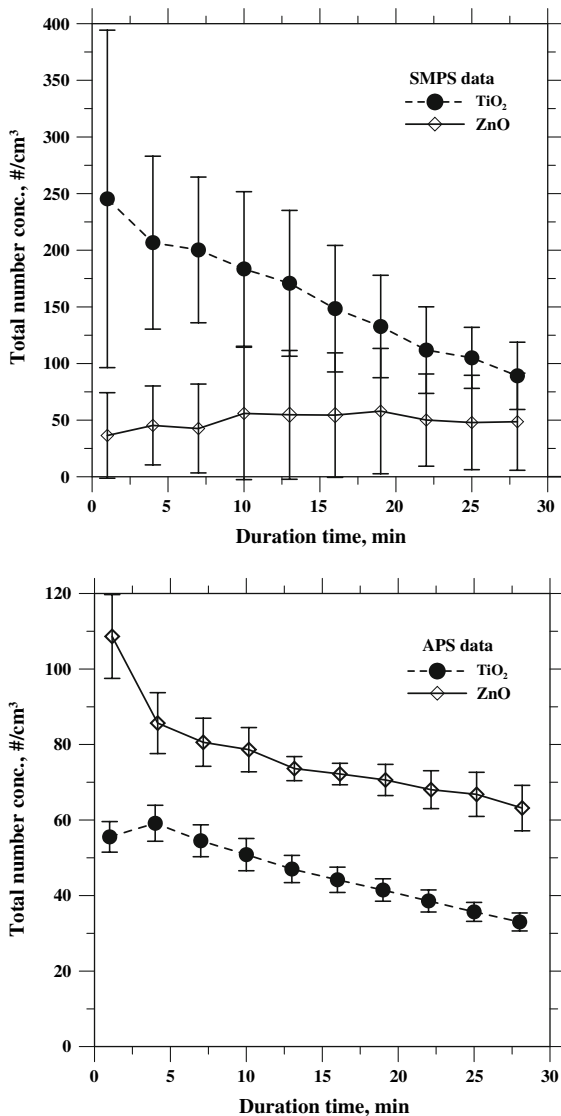 400
350
300
250
200
150
100
50
0
Total number conc., #/cm³
SMPS data
TiO₂
ZnO
0 5 10 15 20 25 30
Duration time, min
120
100
80
60
40
20
0
Total number conc., #/cm³
APS data
TiO₂
ZnO
0 5 10 15 20 25 30
Duration time, min